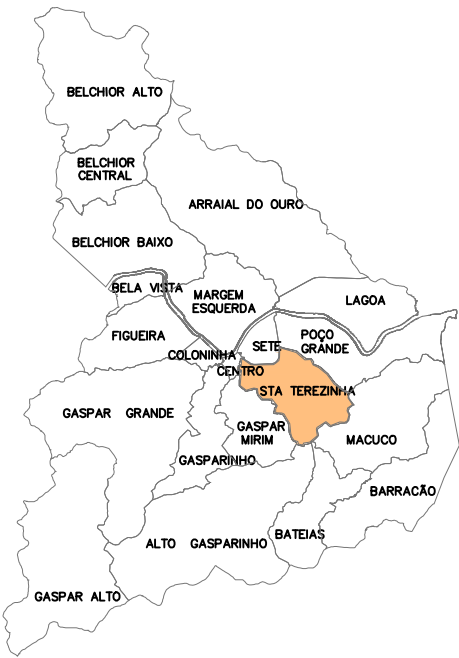 BELCHIOR ALTO
BELCHIOR
CENTRAL
ARRAIAL DO OURO
BELCHIOR BAIXO
BELA VISTA
MARGEM
ESQUERDA
LAGOA
FIGUEIRA
POÇO
GRANDE
SETE
COLONINHA
CENTRO
STA TEREZINHA
GASPAR GRANDE
GASPAR
MIRIM
MACUCO
GASPARINHO
BARRACÃO
BATEIAS
ALTO GASPARINHO
GASPAR ALTO